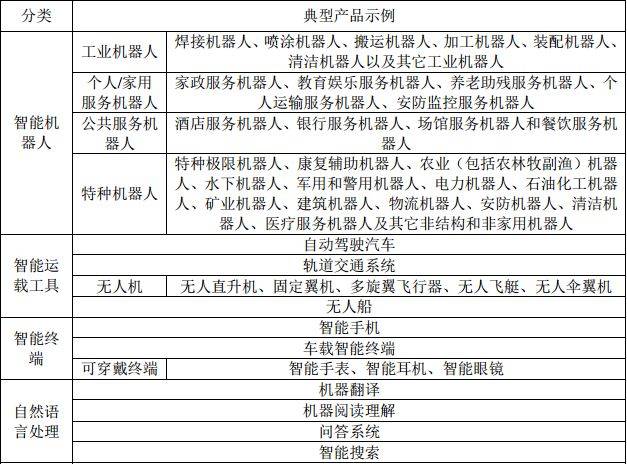 分类 典型产品示例
智能机器人
工业机器人
焊接机器人、喷涂机器人、搬运机器人、加工机器人、装配机器人、
清洁机器人以及其它工业机器人
个人/家用
服务机器人
家政服务机器人、教育娱乐服务机器人、养老助残服务机器人、个
人运输服务机器人、安防监控服务机器人
公共服务机
器人
酒店服务机器人、银行服务机器人、场馆服务机器人和餐饮服务机
器人
特种机器人
特种极限机器人、康复辅助机器人、农业（包括农林牧副渔）机器
人、水下机器人、军用和警用机器人、电力机器人、石油化工机器
人、矿业机器人、建筑机器人、物流机器人、安防机器人、清洁机
器人、医疗服务机器人及其它非结构和非家用机器人
智能运
载工具
自动驾驶汽车
轨道交通系统
无人机 无人直升机、固定翼机、多旋翼飞行器、无人飞艇、无人伞翼机
无人船
智能
终端
智能手机
车载智能终端
可穿戴终端 智能手表、智能耳机、智能眼镜
自然语
言处理
机器翻译
机器阅读理解
问答系统
智能搜索